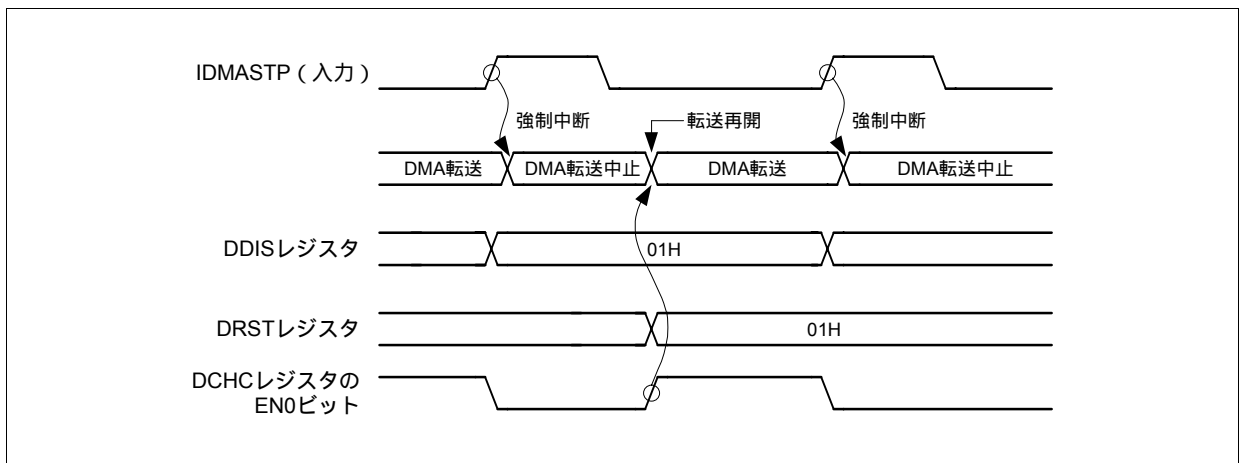 IDMASTP（入力）
強制中断
転送再開
強制中断
DMA転送
DMA転送中止
DMA転送
DMA転送中止
DDISレジスタ
01H
DRSTレジスタ
01H
DCHCレジスタの
EN0ビット